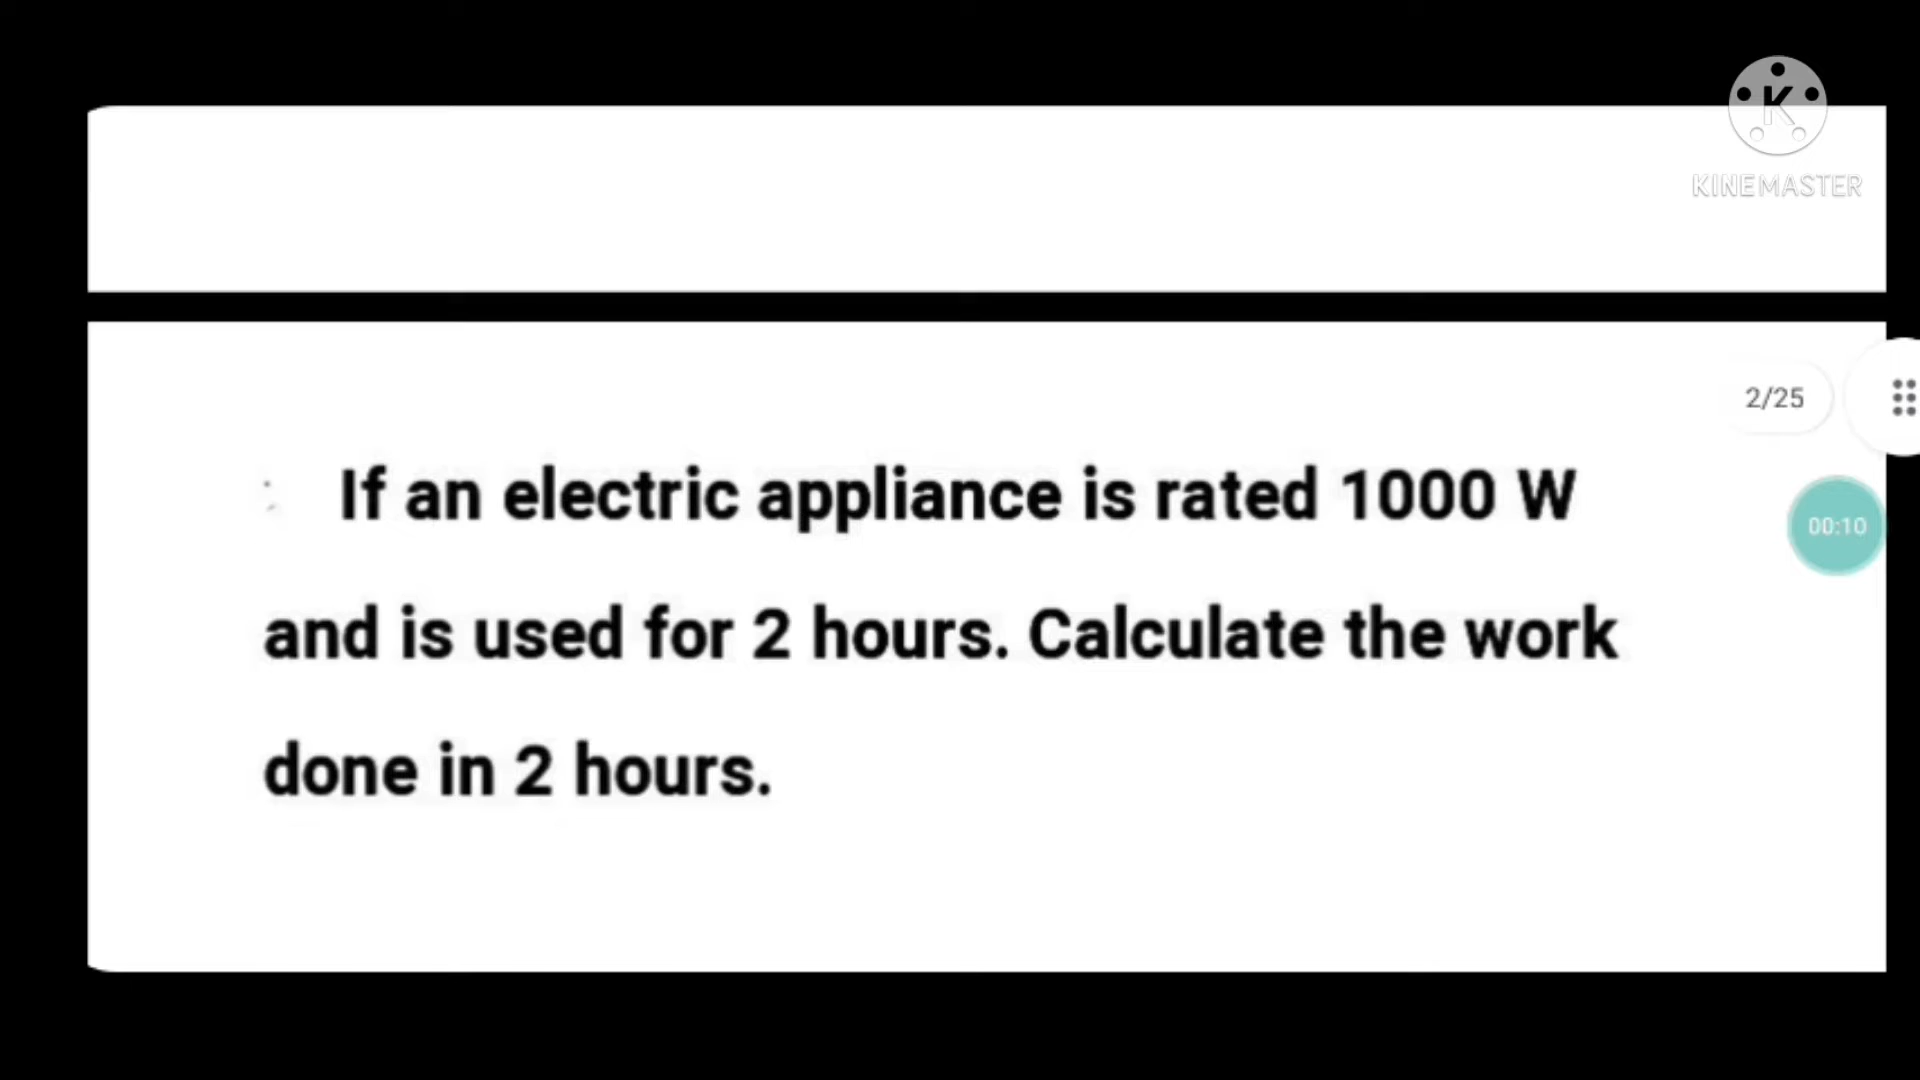 K
KINEMASTER
2/25
If an electric appliance is rated 1000 W
00:10
and is used for 2 hours. Calculate the work
done in 2 hours.